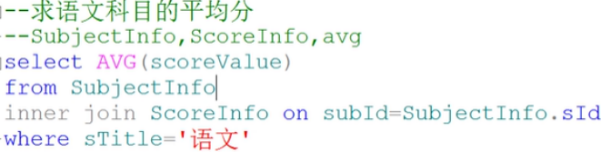 --求语文科目的平均分
--SubjectInfo,ScoreInfo,avg
select AVG(scoreValue)
from SubjectInfo
inner join ScoreInfo on subId=SubjectInfo.sId
where sTitle='语文'